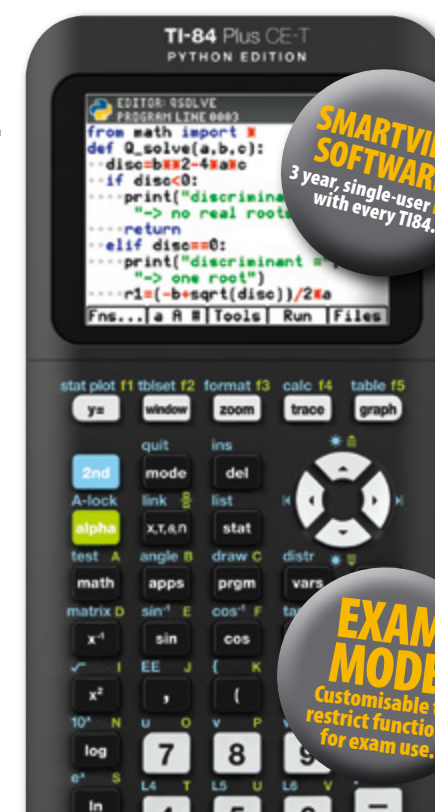 TI-84 Plus CE-T
PYTHON EDITION
EDITOR: QSOLVE
PROGRAM LINE 0003
from math import *
def Q_solve(a,b,c):
··disc=b**2-4*a*c
··if disc<0:
····print("discrimina
"-> no real roots
····return
··elif disc==0:
····print("discriminant ="
"-> one root")
····r1=(-b+sqrt(disc))/2*a
Fns... a A # Tools Run Files
SMARTVI
SOFTWAR
3 year, single-user
with every TI84.
stat plot f1 tblset f2 format f3 calc f4 table f5
y= window zoom trace graph
quit ins
2nd mode del
A-lock link list
alpha X,T,θ,n stat
test A angle B draw C distr
math apps prgm vars
matrix D sin⁻¹ E cos⁻¹ F
x⁻¹ sin cos
√ I EE J { K
x² , (
10ˣ N u O v P
log 7 8 9
eˣ S L4 T L5 U L6 V
ln
EXAM
MODE
Customisable
restrict functio
for exam use.